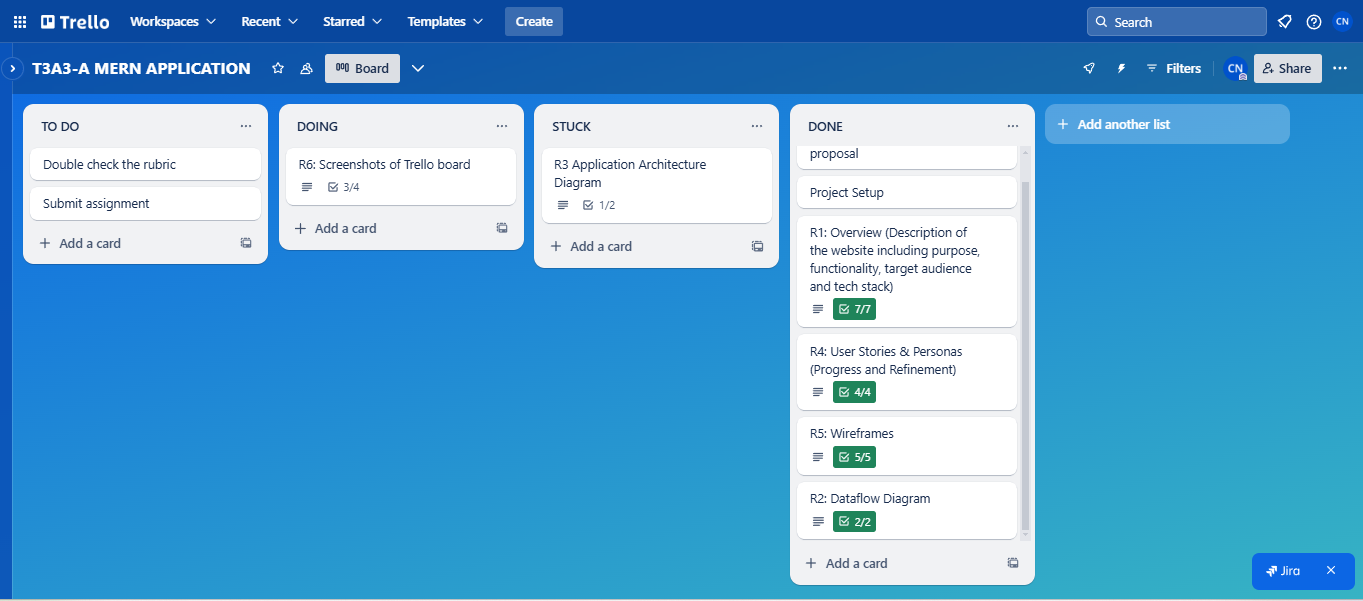 Trello Workspaces Recent Starred Templates Create Search CN
T3A3-A MERN APPLICATION Board Filters CN Share
TO DO
Double check the rubric
Submit assignment
+ Add a card
DOING
R6: Screenshots of Trello board
3/4
+ Add a card
STUCK
R3 Application Architecture
Diagram
1/2
+ Add a card
DONE
proposal
Project Setup
R1: Overview (Description of
the website including purpose,
functionality, target audience
and tech stack)
7/7
R4: User Stories & Personas
(Progress and Refinement)
4/4
R5: Wireframes
5/5
R2: Dataflow Diagram
2/2
+ Add a card
+ Add another list
Jira